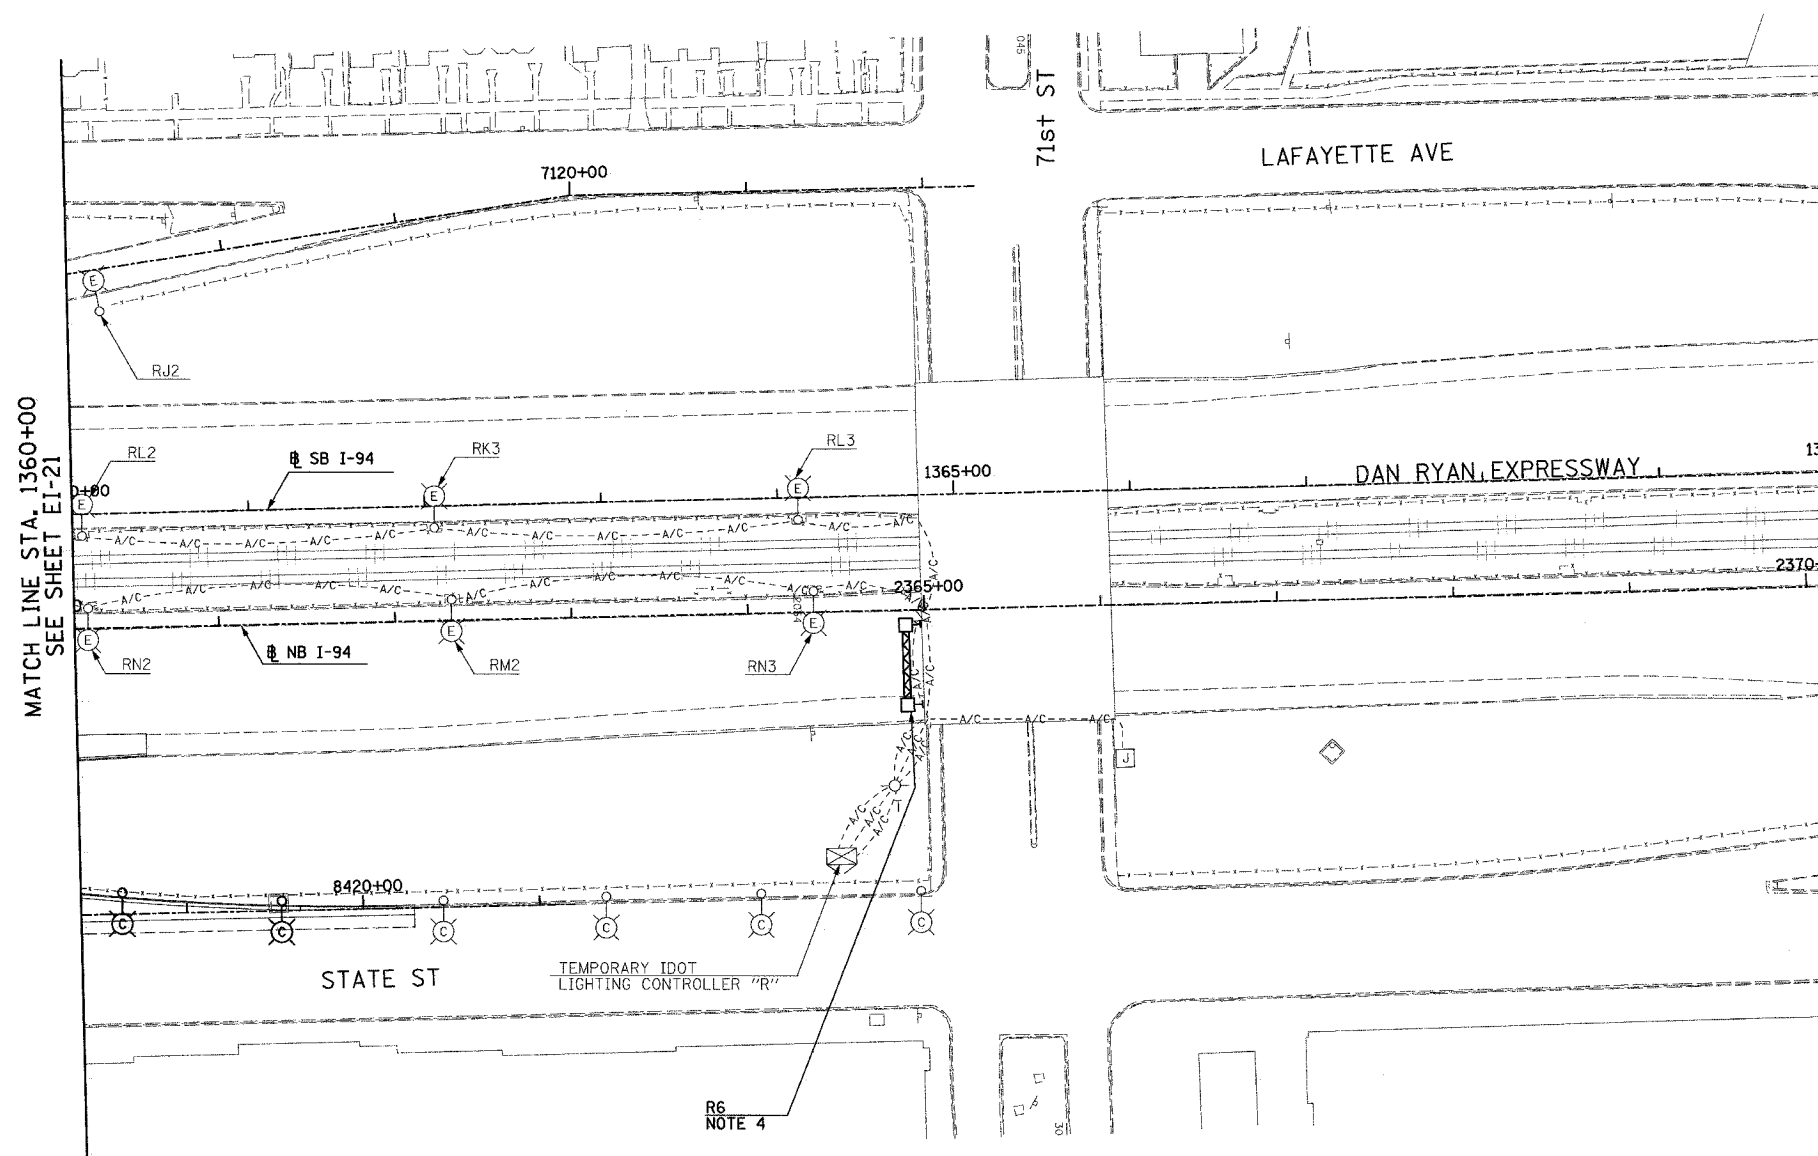 045
71st ST
LAFAYETTE AVE
7120+00
E
RJ2
MATCH LINE STA. 1360+00
SEE SHEET EI-21
RL2
SB I-94
RK3
RL3
1365+00
DAN RYAN EXPRESSWAY
E
E
E
A/C A/C A/C A/C A/C A/C A/C A/C A/C A/C A/C A/C
A/C A/C A/C A/C A/C A/C A/C A/C A/C A/C A/C A/C
2365+00
2370
A/C
E
E
E
RN2
NB I-94
RM2
RN3
A/C A/C
A/C A/C A/C
A/C
A/C
J
T
A/C
A/C
A/C
8420+00
C
C
C
C
C
C
STATE ST
TEMPORARY IDOT
LIGHTING CONTROLLER "R"
R6
NOTE 4
30